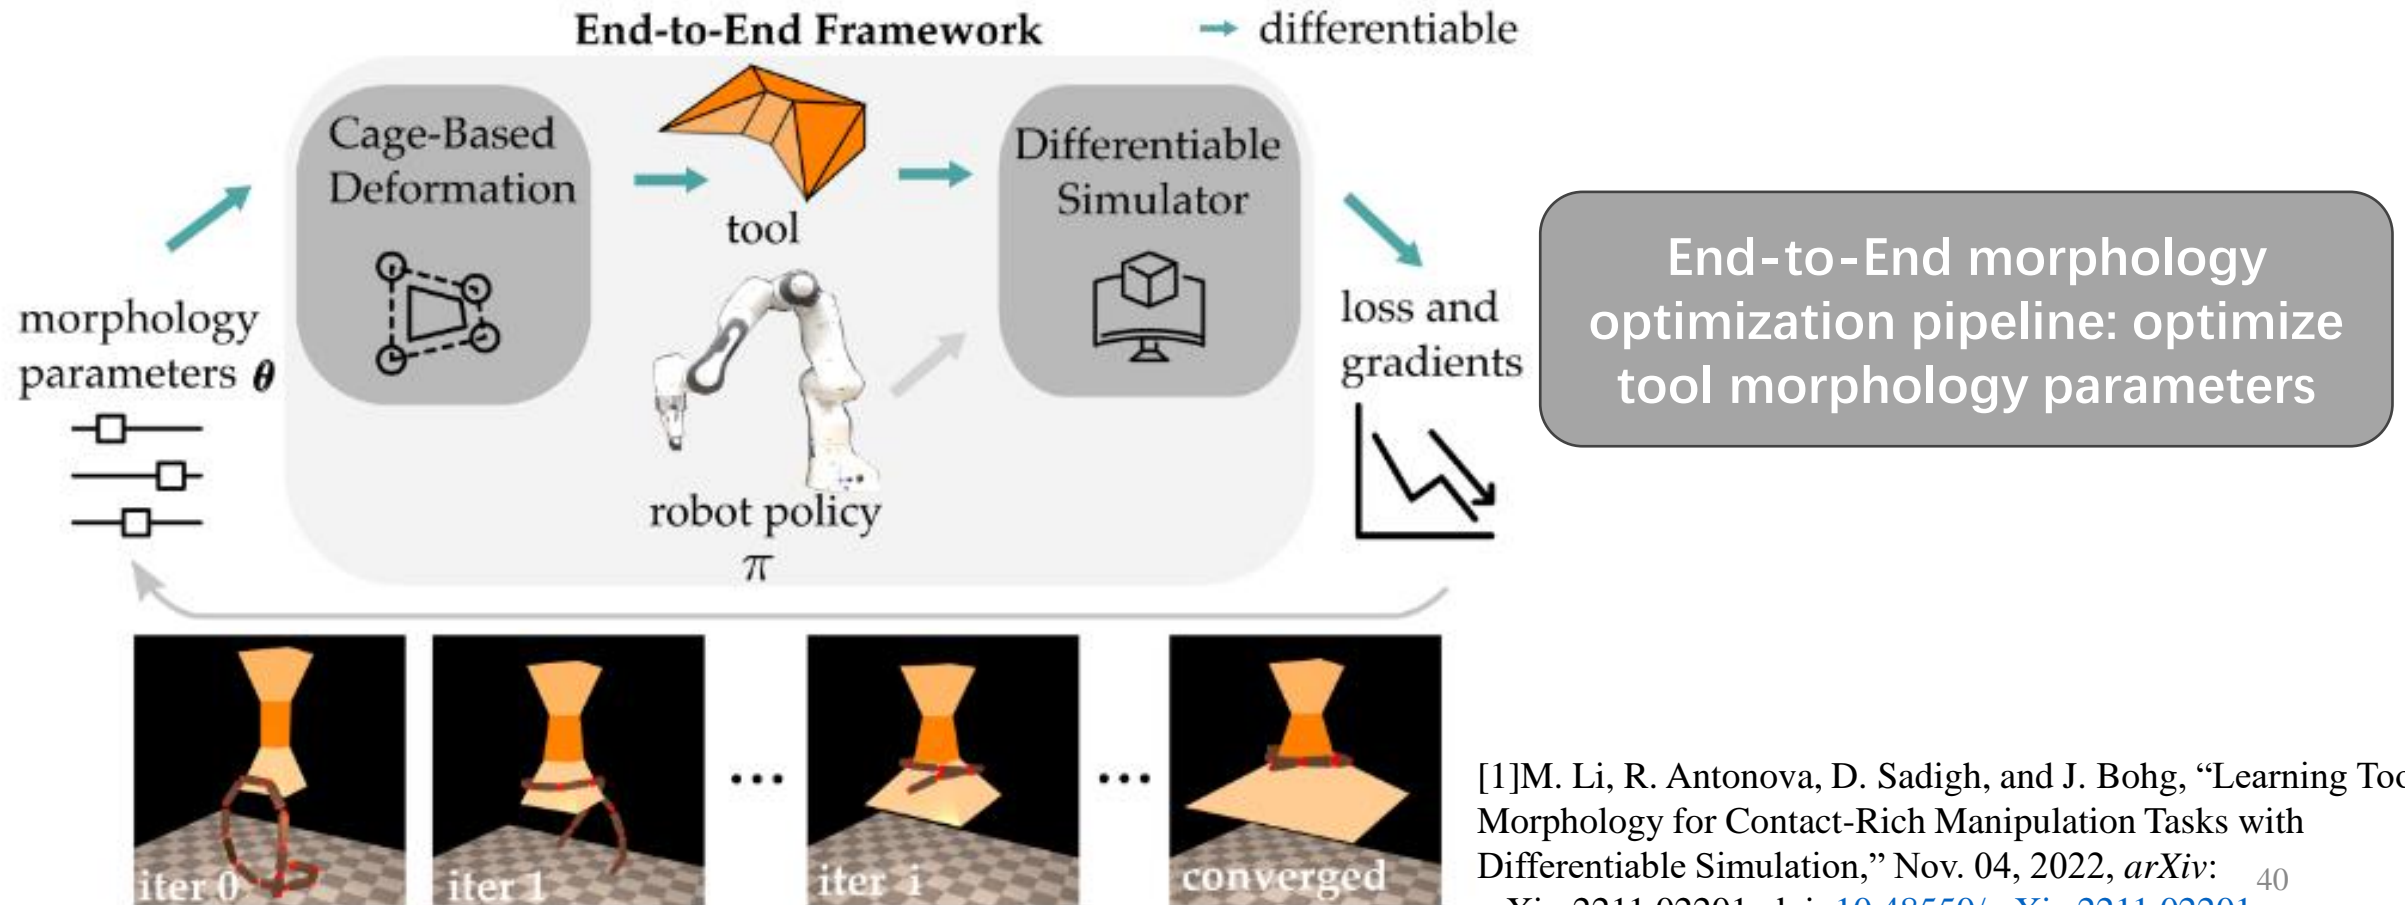 End-to-End Framework
differentiable
Cage-Based
Deformation
tool
Differentiable
Simulator
morphology
parameters θ
robot policy
π
loss and
gradients
End-to-End morphology
optimization pipeline: optimize
tool morphology parameters
iter 0
iter 1
...
iter i
...
converged
[1]M. Li, R. Antonova, D. Sadigh, and J. Bohg, “Learning
Morphology for Contact-Rich Manipulation Tasks with
Differentiable Simulation,” Nov. 04, 2022, arXiv:
40